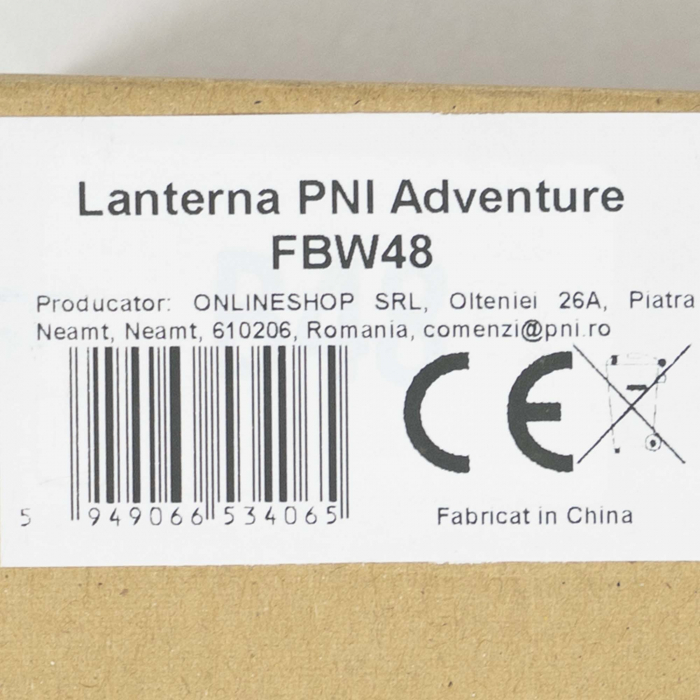 Lanterna PNI Adventure
FBW48
Producator: ONLINESHOP SRL, Olteniei 26A, Piatra
Neamt, Neamt, 610206, Romania, comenzi@pni.ro
CE
5 949066 534065
Fabricat in China